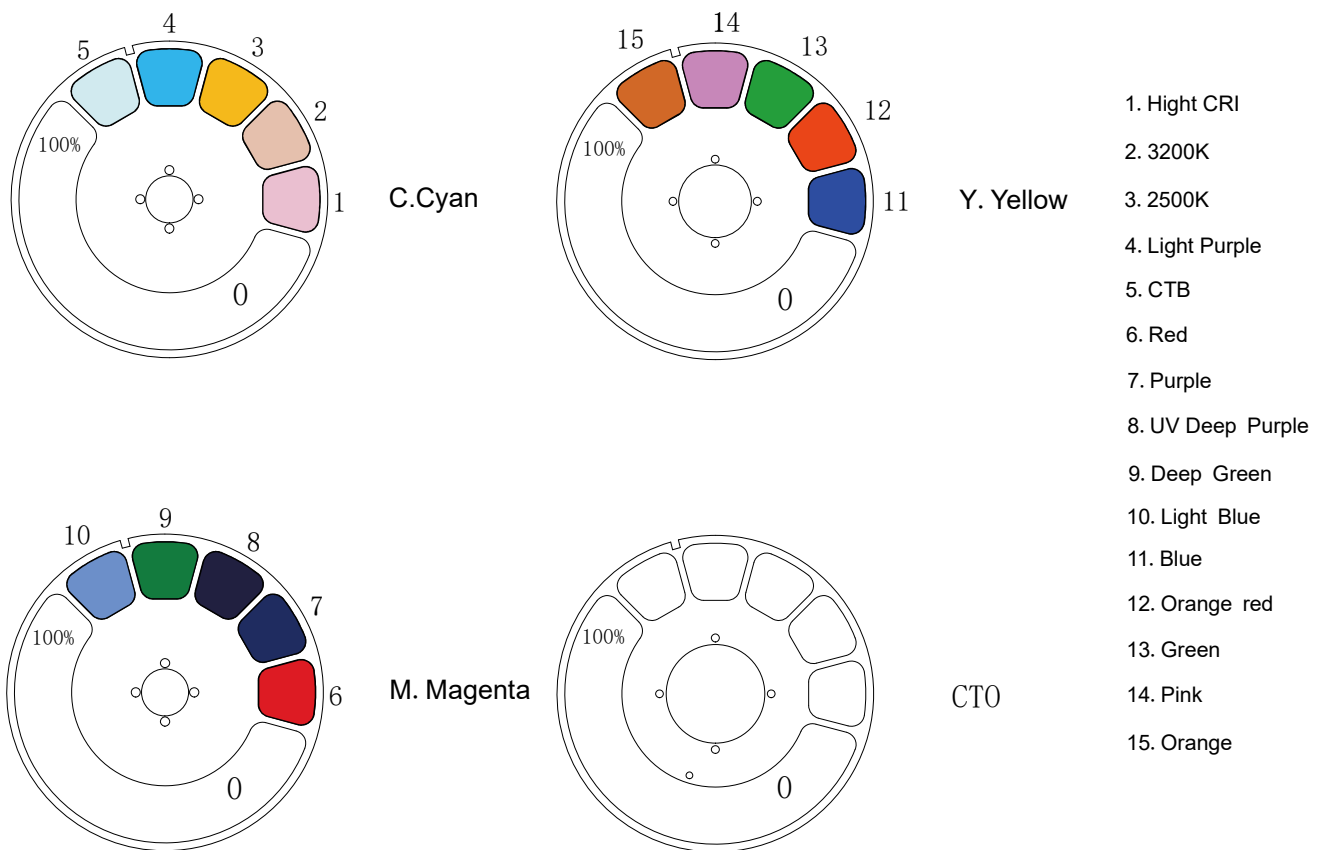 4
5
3
2
100%
1
0
C.Cyan
14
15
13
12
100%
11
0
Y. Yellow
9
10
8
7
100%
6
0
M. Magenta
100%
0
CTO
1. Hight CRI
2. 3200K
3. 2500K
4. Light Purple
5. CTB
6. Red
7. Purple
8. UV Deep Purple
9. Deep Green
10. Light Blue
11. Blue
12. Orange red
13. Green
14. Pink
15. Orange